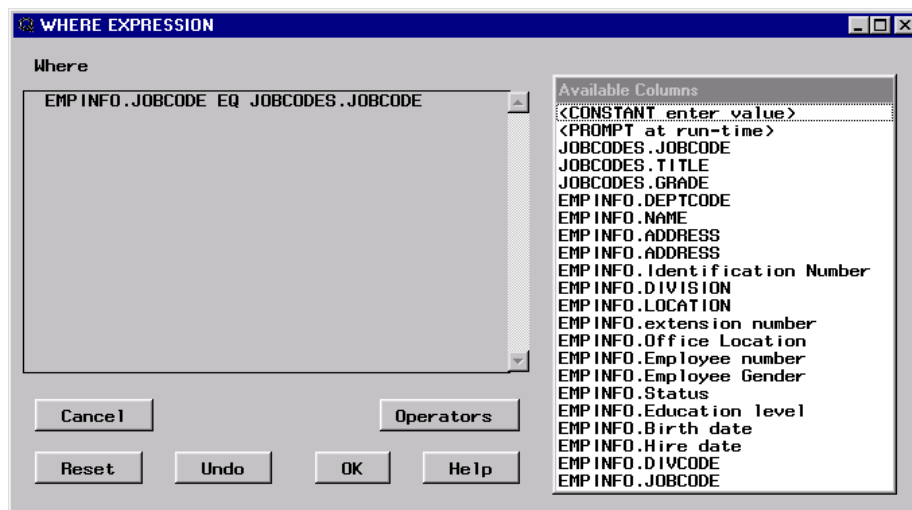 WHERE EXPRESSION
Where
EMPINFO.JOBCODE EQ JOBCODES.JOBCODE
Available Columns
<CONSTANT enter value>
<PROMPT at run-time>
JOBCODES.JOBCODE
JOBCODES.TITLE
JOBCODES.GRADE
EMPINFO.DEPTCODE
EMPINFO.NAME
EMPINFO.ADDRESS
EMPINFO.ADDRESS
EMPINFO.Identification Number
EMPINFO.DIVISION
EMPINFO.LOCATION
EMPINFO.extension number
EMPINFO.Office Location
EMPINFO.Employee number
EMPINFO.Employee Gender
EMPINFO.Status
EMPINFO.Education level
EMPINFO.Birth date
EMPINFO.Hire date
EMPINFO.DIVCODE
EMPINFO.JOBCODE
Cancel Operators
Reset Undo OK Help